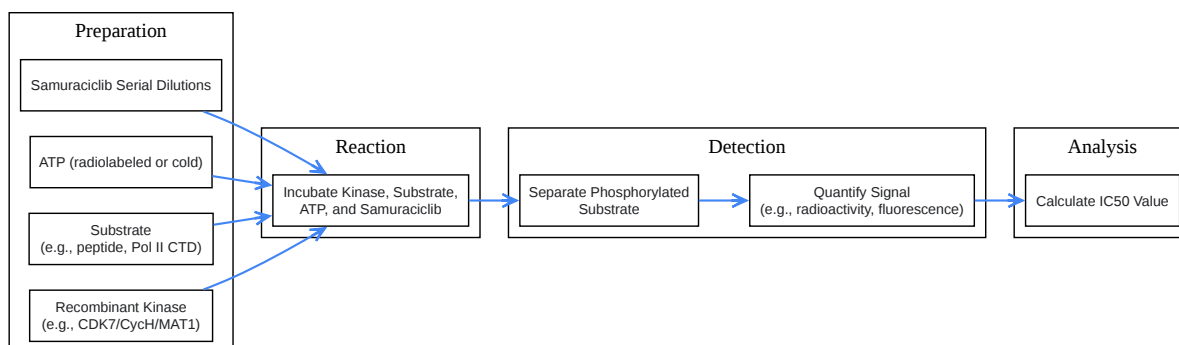 Preparation
Samuraciclib Serial Dilutions
ATP (radiolabeled or cold)
Substrate
(e.g., peptide, Pol II CTD)
Recombinant Kinase
(e.g., CDK7/CycH/MAT1)
Reaction
Incubate Kinase, Substrate,
ATP, and Samuraciclib
Detection
Separate Phosphorylated
Substrate
Quantify Signal
(e.g., radioactivity, fluorescence)
Analysis
Calculate IC50 Value